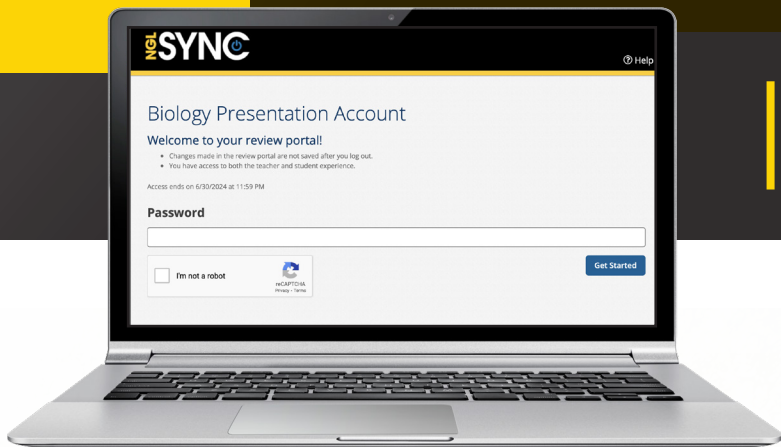 NGL SYNC
Help
Biology Presentation Account
Welcome to your review portal!
Changes made in the review portal are not saved after you log out.
You have access to both the teacher and student experience.
Access ends on 6/30/2024 at 11:59 PM
Password
I'm not a robot
reCAPTCHA
Privacy - Terms
Get Started